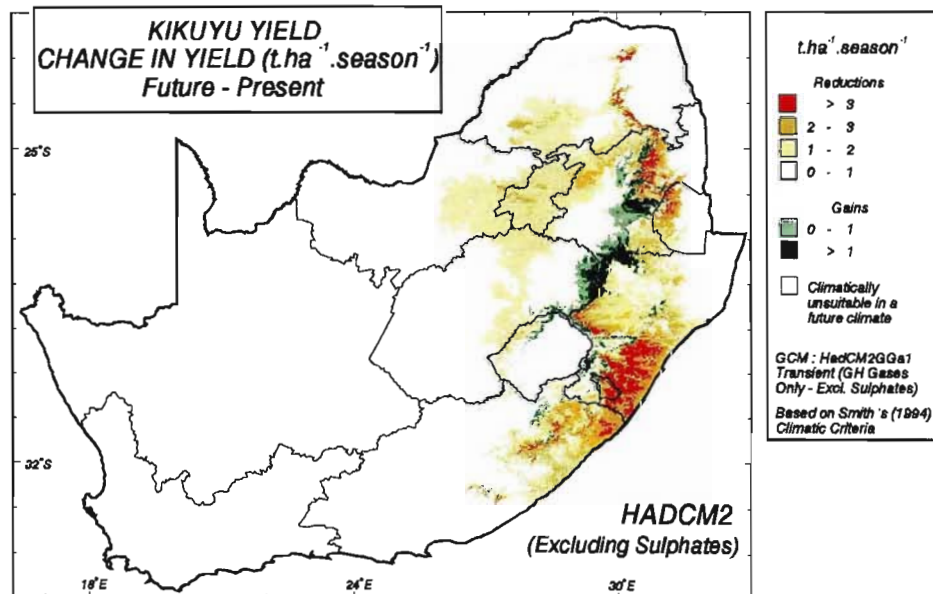 KIKUYU YIELD
CHANGE IN YIELD (t.ha⁻¹.season⁻¹)
Future - Present
25°S
32°S
18°E
24°E
30°E
HADCM2
(Excluding Sulphates)
t.ha⁻¹.season⁻¹
Reductions
> 3
2 - 3
1 - 2
0 - 1
Gains
0 - 1
> 1
Climatically
unsuitable in a
future climate
GCM : HadCM2GGa1
Transient (GH Gases
Only - Excl. Sulphates)
Based on Smith's (1994)
Climatic Criteria